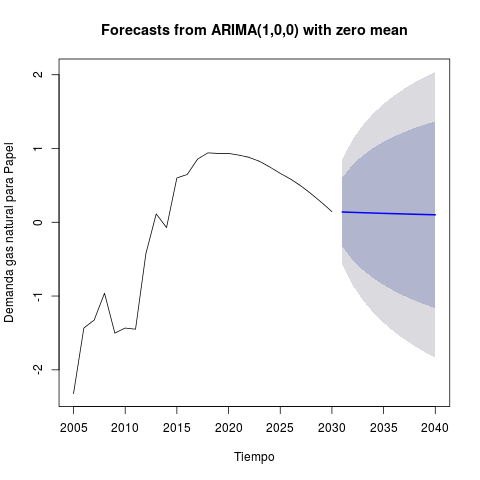 Forecasts from ARIMA(1,0,0) with zero mean
Demanda gas natural para Papel
2
1
0
-1
-2
2005 2010 2015 2020 2025 2030 2035 2040
Tiempo